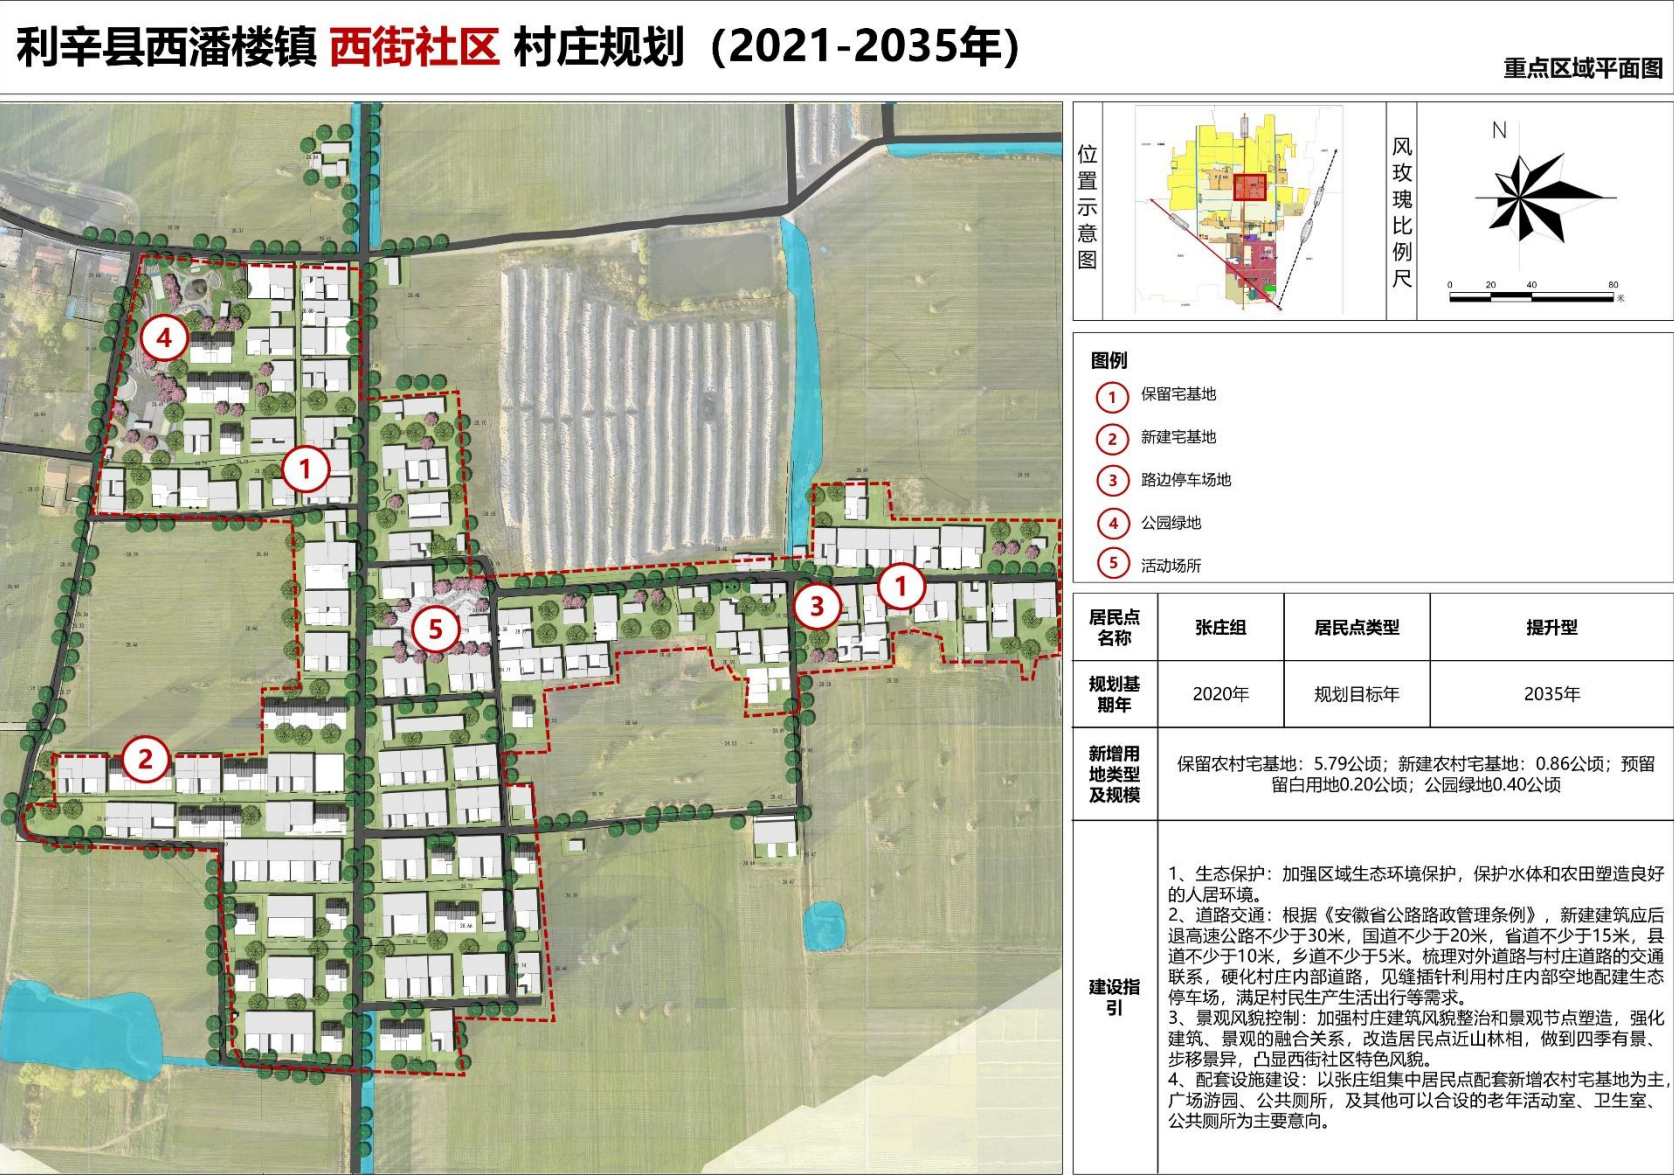 利辛县西潘楼镇 西街社区 村庄规划（2021-2035年）
重点区域平面图
位置示意图
风玫瑰比例尺
N
0 20 40 80
米
图例
1 保留宅基地
2 新建宅基地
3 路边停车场地
4 公园绿地
5 活动场所
4
1
5
3
1
2
居民点名称 张庄组 居民点类型 提升型
规划基期年 2020年 规划目标年 2035年
新增用地类型及规模
保留农村宅基地：5.79公顷；新建农村宅基地：0.86公顷；预留
留白用地0.20公顷；公园绿地0.40公顷
建设指引
1、生态保护：加强区域生态环境保护，保护水体和农田塑造良好
的人居环境。
2、道路交通：根据《安徽省公路路政管理条例》，新建建筑应后
退高速公路不少于30米，国道不少于20米，省道不少于15米，县
道不少于10米，乡道不少于5米。梳理对外道路与村庄道路的交通
联系，硬化村庄内部道路，见缝插针利用村庄内部空地配建生态
停车场，满足村民生产生活出行等需求。
3、景观风貌控制：加强村庄建筑风貌整治和景观节点塑造，强化
建筑、景观的融合关系，改造居民点近山林相，做到四季有景、
步移景异，凸显西街社区特色风貌。
4、配套设施建设：以张庄组集中居民点配套新增农村宅基地为主，
广场游园、公共厕所，及其他可以合设的老年活动室、卫生室、
公共厕所为主要意向。